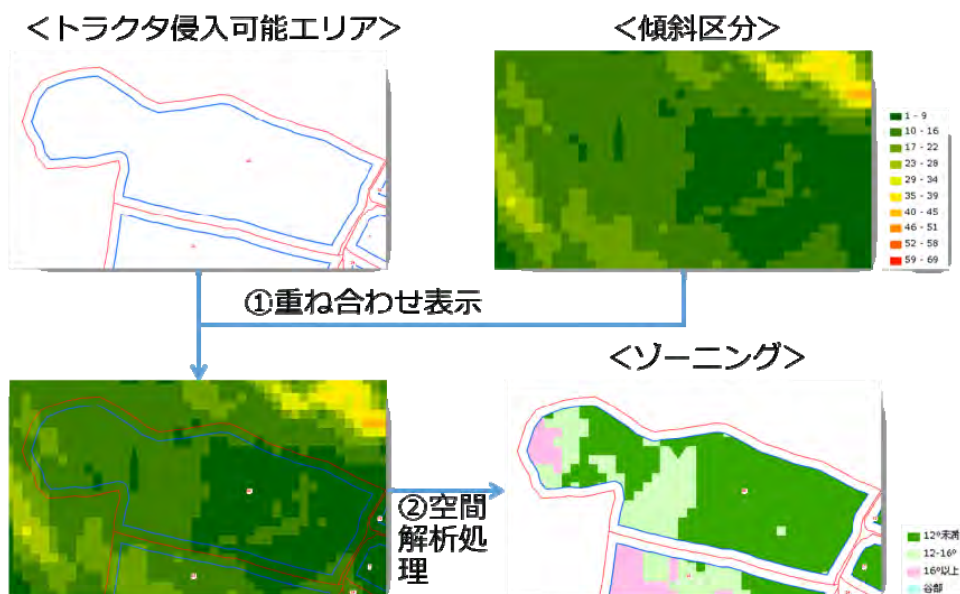 <トラクタ侵入可能エリア>
<傾斜区分>
1 - 9
10 - 16
17 - 22
23 - 28
29 - 34
35 - 39
40 - 45
46 - 51
52 - 58
59 - 69
①重ね合わせ表示
<ゾーニング>
②空間
解析処
理
12°未満
12-16°
16°以上
谷部